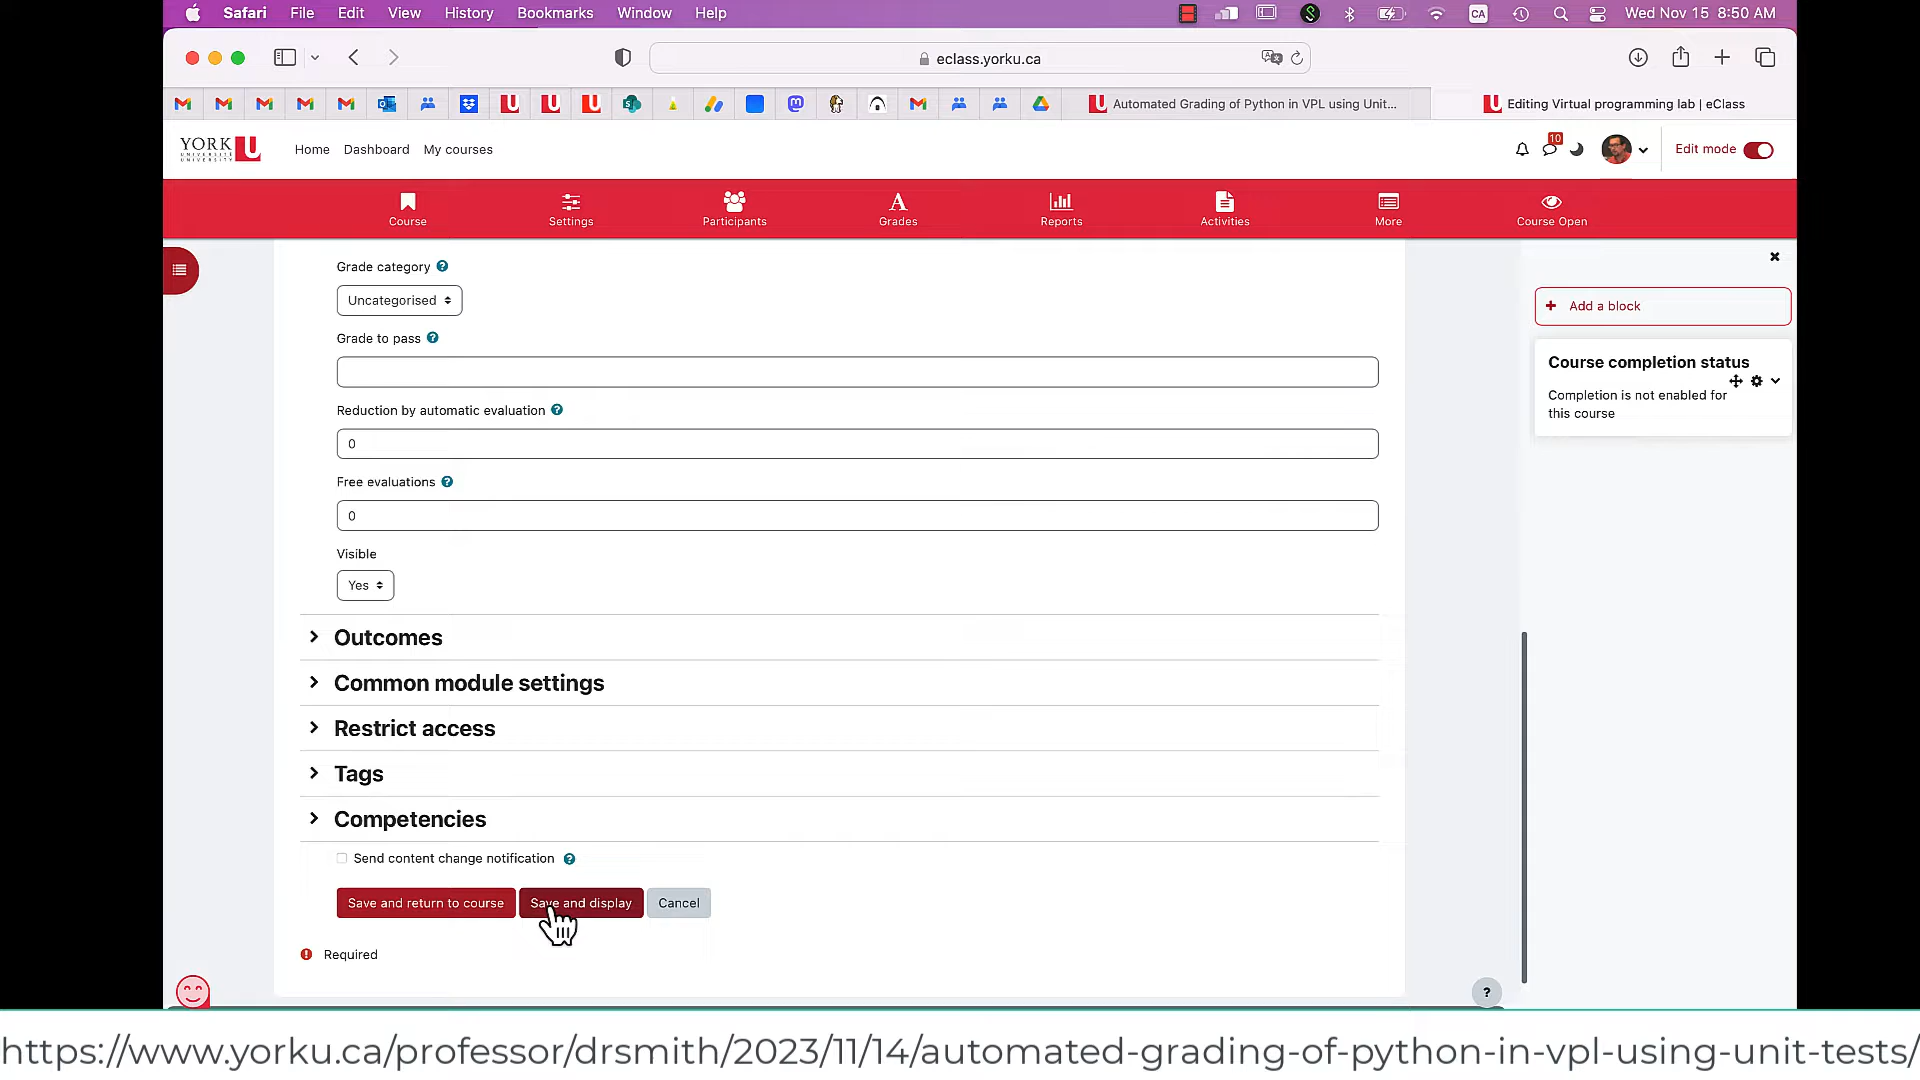 Safari File Edit View History Bookmarks Window Help CA Wed Nov 15 8:50 AM
eclass.yorku.ca
Automated Grading of Python in VPL using Unit...
Editing Virtual programming lab | eClass
YORK U
UNIVERSITÉ
UNIVERSITY
Home Dashboard My courses
10
Edit mode
Course Settings Participants Grades Reports Activities More Course Open
Grade category
Uncategorised
Grade to pass
Reduction by automatic evaluation
0
Free evaluations
0
Visible
Yes
Outcomes
Common module settings
Restrict access
Tags
Competencies
Send content change notification
Save and return to course Save and display Cancel
Required
Add a block
Course completion status
Completion is not enabled for
this course
?
https://www.yorku.ca/professor/drsmith/2023/11/14/automated-grading-of-python-in-vpl-using-unit-tests/